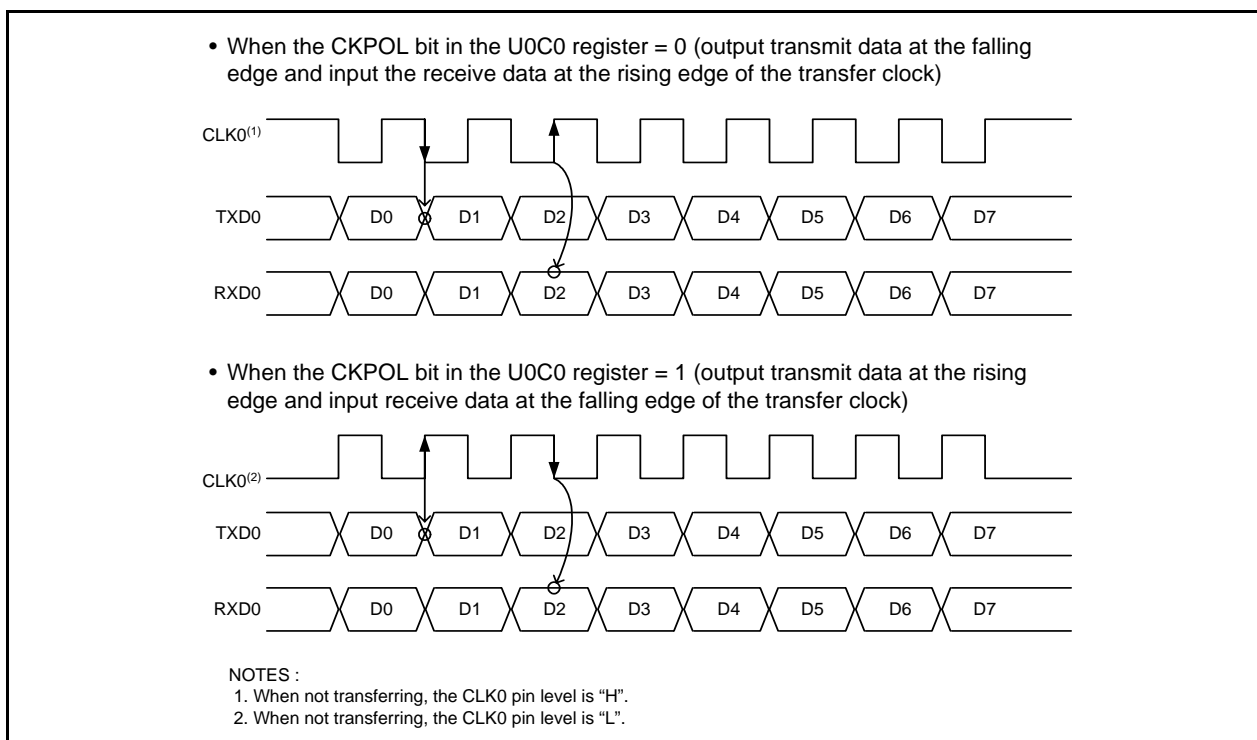 • When the CKPOL bit in the U0C0 register = 0 (output transmit data at the falling
edge and input the receive data at the rising edge of the transfer clock)
CLK0(1)
TXD0 D0 D1 D2 D3 D4 D5 D6 D7
RXD0 D0 D1 D2 D3 D4 D5 D6 D7
• When the CKPOL bit in the U0C0 register = 1 (output transmit data at the rising
edge and input receive data at the falling edge of the transfer clock)
CLK0(2)
TXD0 D0 D1 D2 D3 D4 D5 D6 D7
RXD0 D0 D1 D2 D3 D4 D5 D6 D7
NOTES :
1. When not transferring, the CLK0 pin level is “H”.
2. When not transferring, the CLK0 pin level is “L”.